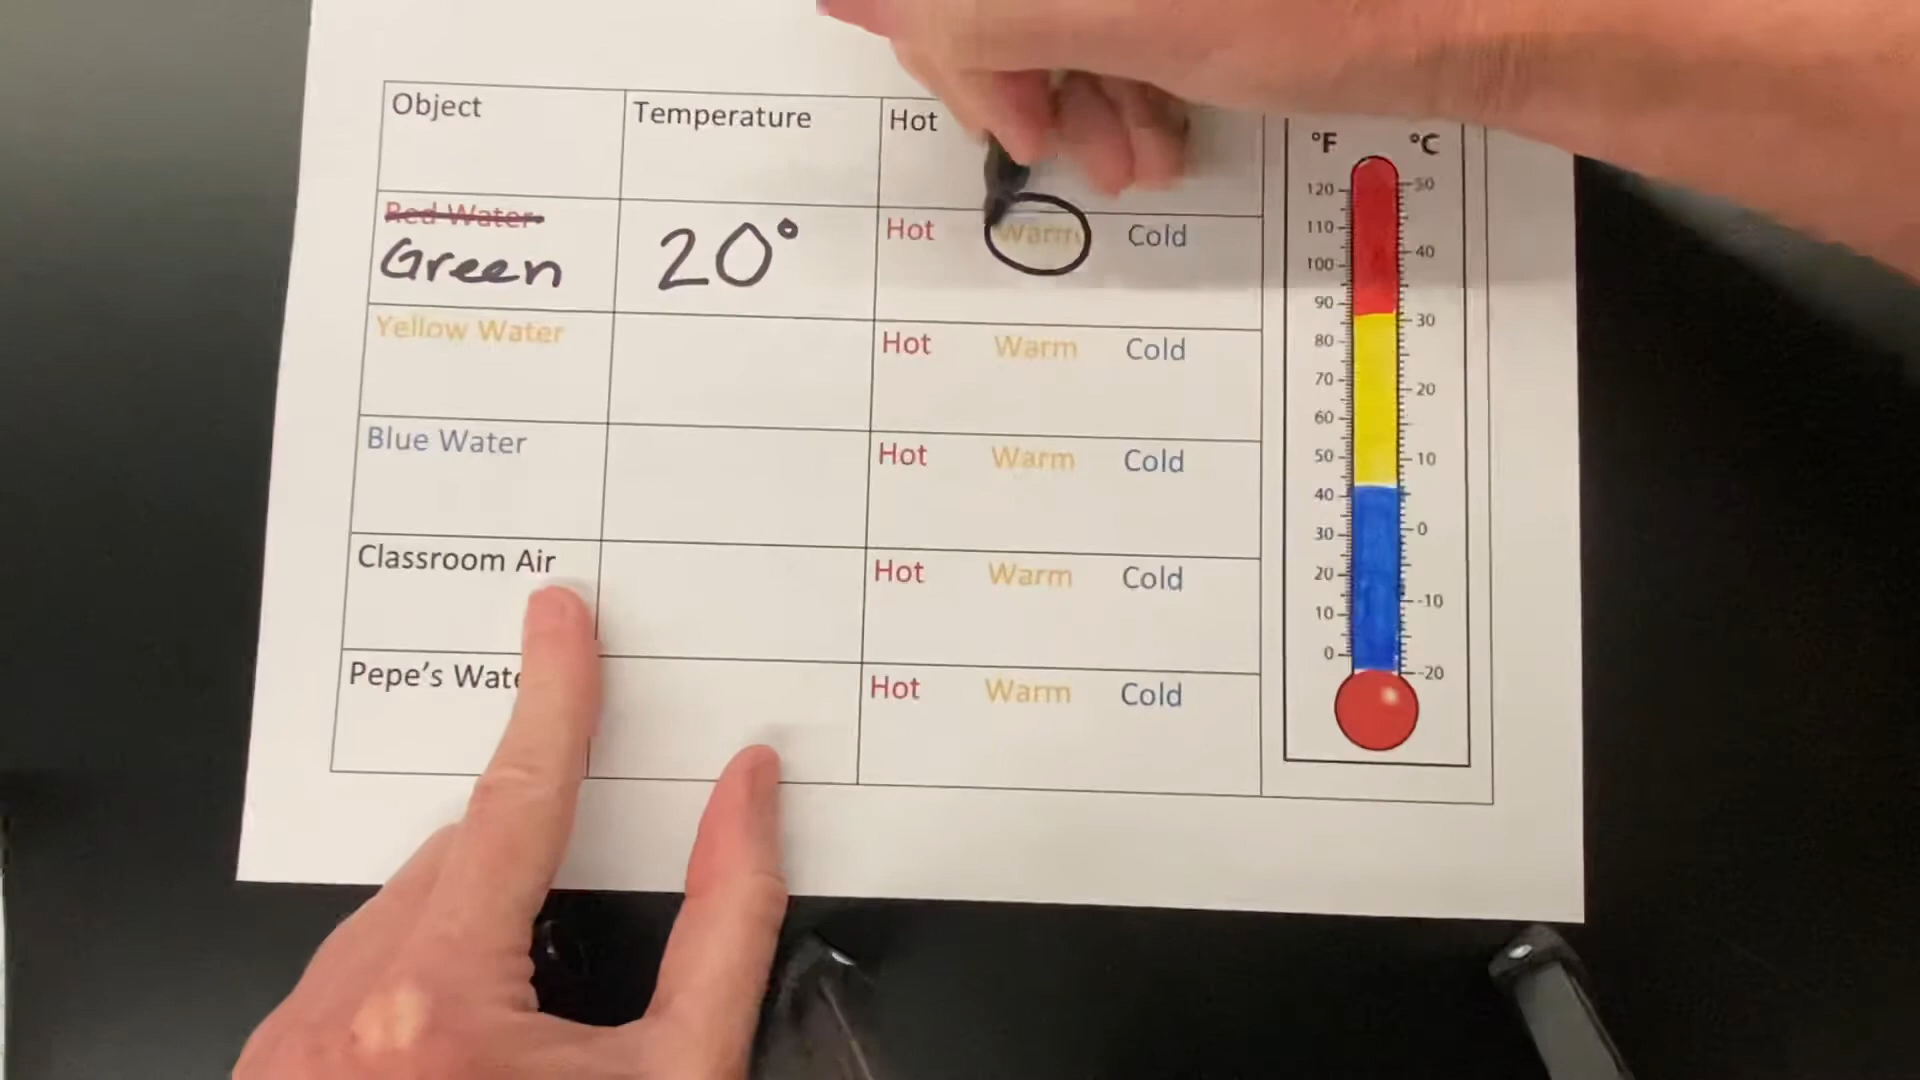 Object Temperature Hot
Red Water
Green 20° Hot Warm Cold
Yellow Water Hot Warm Cold
Blue Water Hot Warm Cold
Classroom Air Hot Warm Cold
Pepe's Wate Hot Warm Cold
°F °C
120 50
110
100 40
90
80 30
70
60 20
50 10
40
30 0
20
10 -10
0
-20